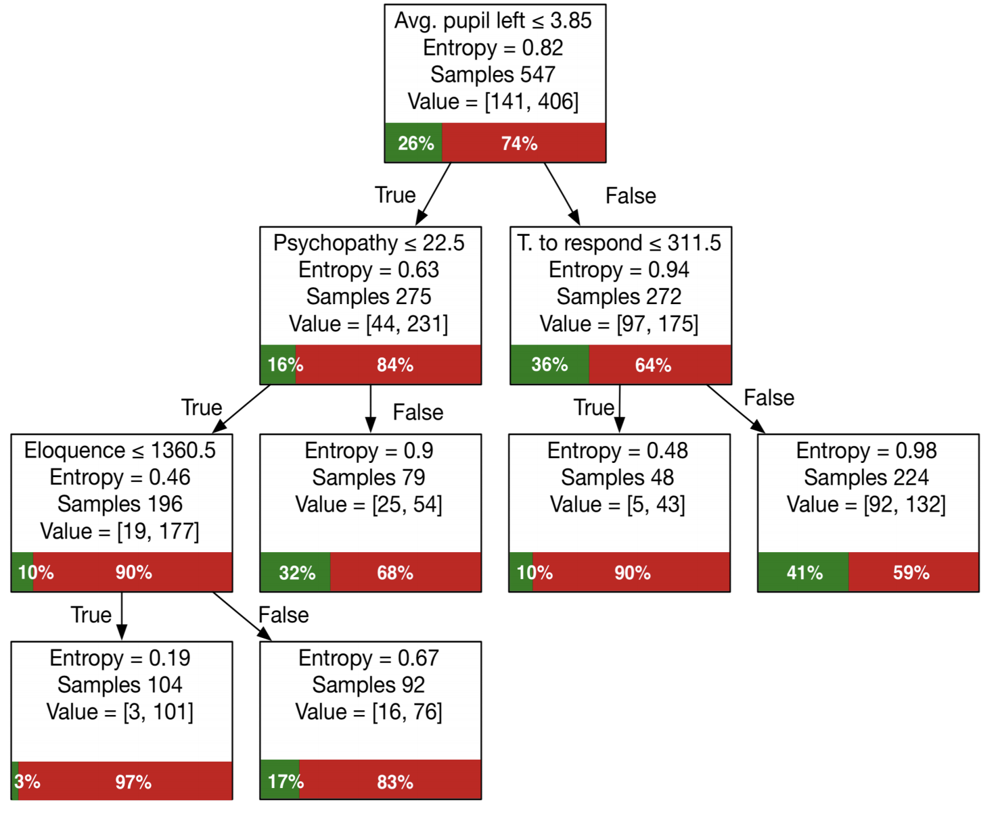 Avg. pupil left ≤ 3.85
Entropy = 0.82
Samples 547
Value = [141, 406]
26% 74%
True
False
Psychopathy ≤ 22.5
Entropy = 0.63
Samples 275
Value = [44, 231]
16% 84%
T. to respond ≤ 311.5
Entropy = 0.94
Samples 272
Value = [97, 175]
36% 64%
True
False
True
False
Eloquence ≤ 1360.5
Entropy = 0.46
Samples 196
Value = [19, 177]
10% 90%
Entropy = 0.9
Samples 79
Value = [25, 54]
32% 68%
Entropy = 0.48
Samples 48
Value = [5, 43]
10% 90%
Entropy = 0.98
Samples 224
Value = [92, 132]
41% 59%
True
False
Entropy = 0.19
Samples 104
Value = [3, 101]
3% 97%
Entropy = 0.67
Samples 92
Value = [16, 76]
17% 83%